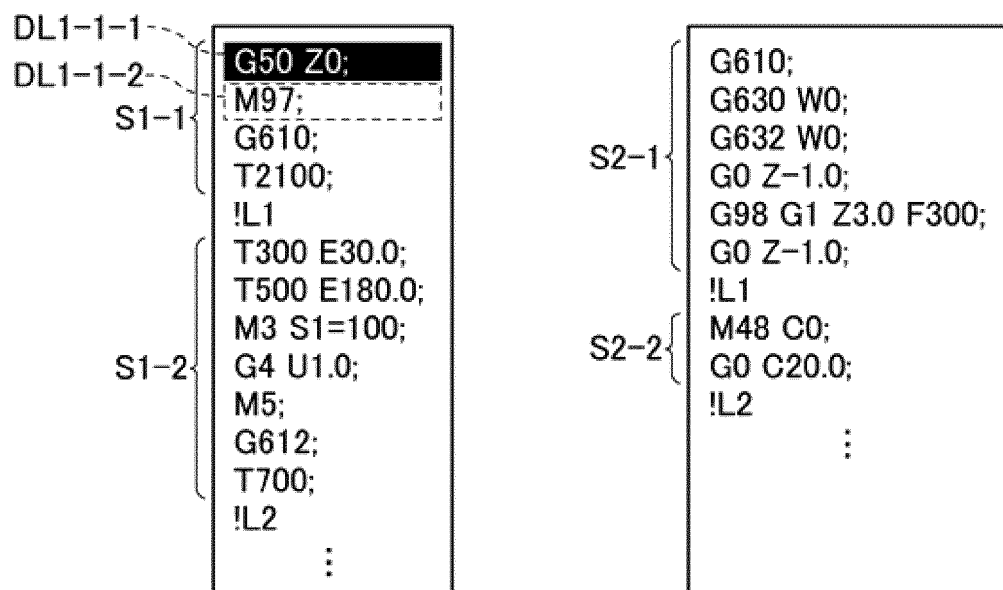 DL1-1-1
DL1-1-2
S1-1
G50 Z0;
M97;
G610;
T2100;
!L1
S1-2
T300 E30.0;
T500 E180.0;
M3 S1=100;
G4 U1.0;
M5;
G612;
T700;
!L2
⋮
S2-1
G610;
G630 W0;
G632 W0;
G0 Z-1.0;
G98 G1 Z3.0 F300;
G0 Z-1.0;
!L1
S2-2
M48 C0;
G0 C20.0;
!L2
⋮